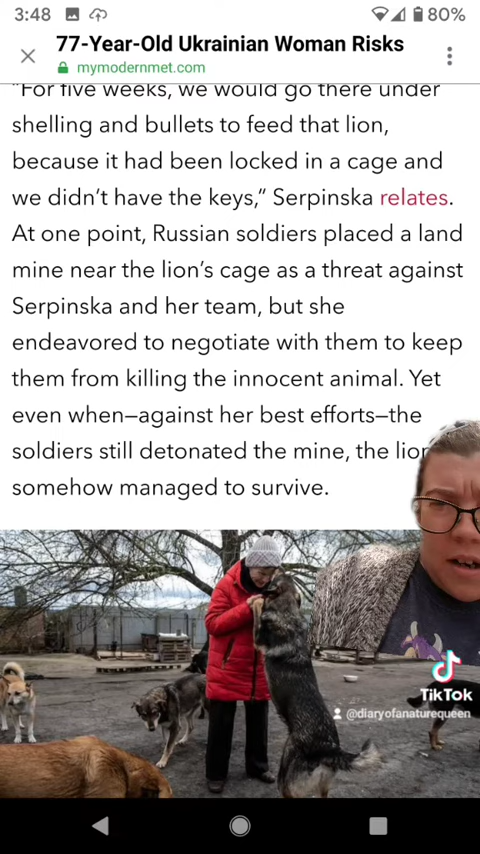 3:48
80%
77-Year-Old Ukrainian Woman Risks
mymodernmet.com
"For five weeks, we would go there under
shelling and bullets to feed that lion,
because it had been locked in a cage and
we didn’t have the keys,” Serpinska relates.
At one point, Russian soldiers placed a land
mine near the lion’s cage as a threat against
Serpinska and her team, but she
endeavored to negotiate with them to keep
them from killing the innocent animal. Yet
even when—against her best efforts—the
soldiers still detonated the mine, the lion
somehow managed to survive.
TikTok
@diaryofanaturequeen